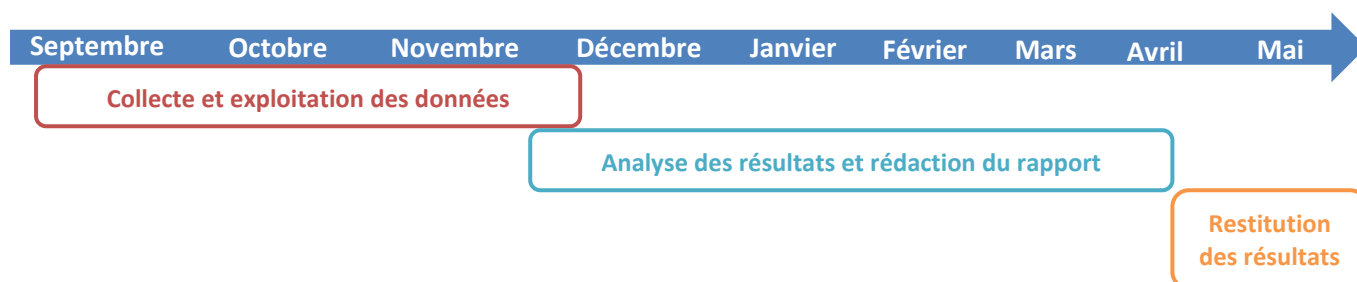 Septembre Octobre Novembre Décembre Janvier Février Mars Avril Mai
Collecte et exploitation des données
Analyse des résultats et rédaction du rapport
Restitution
des résultats